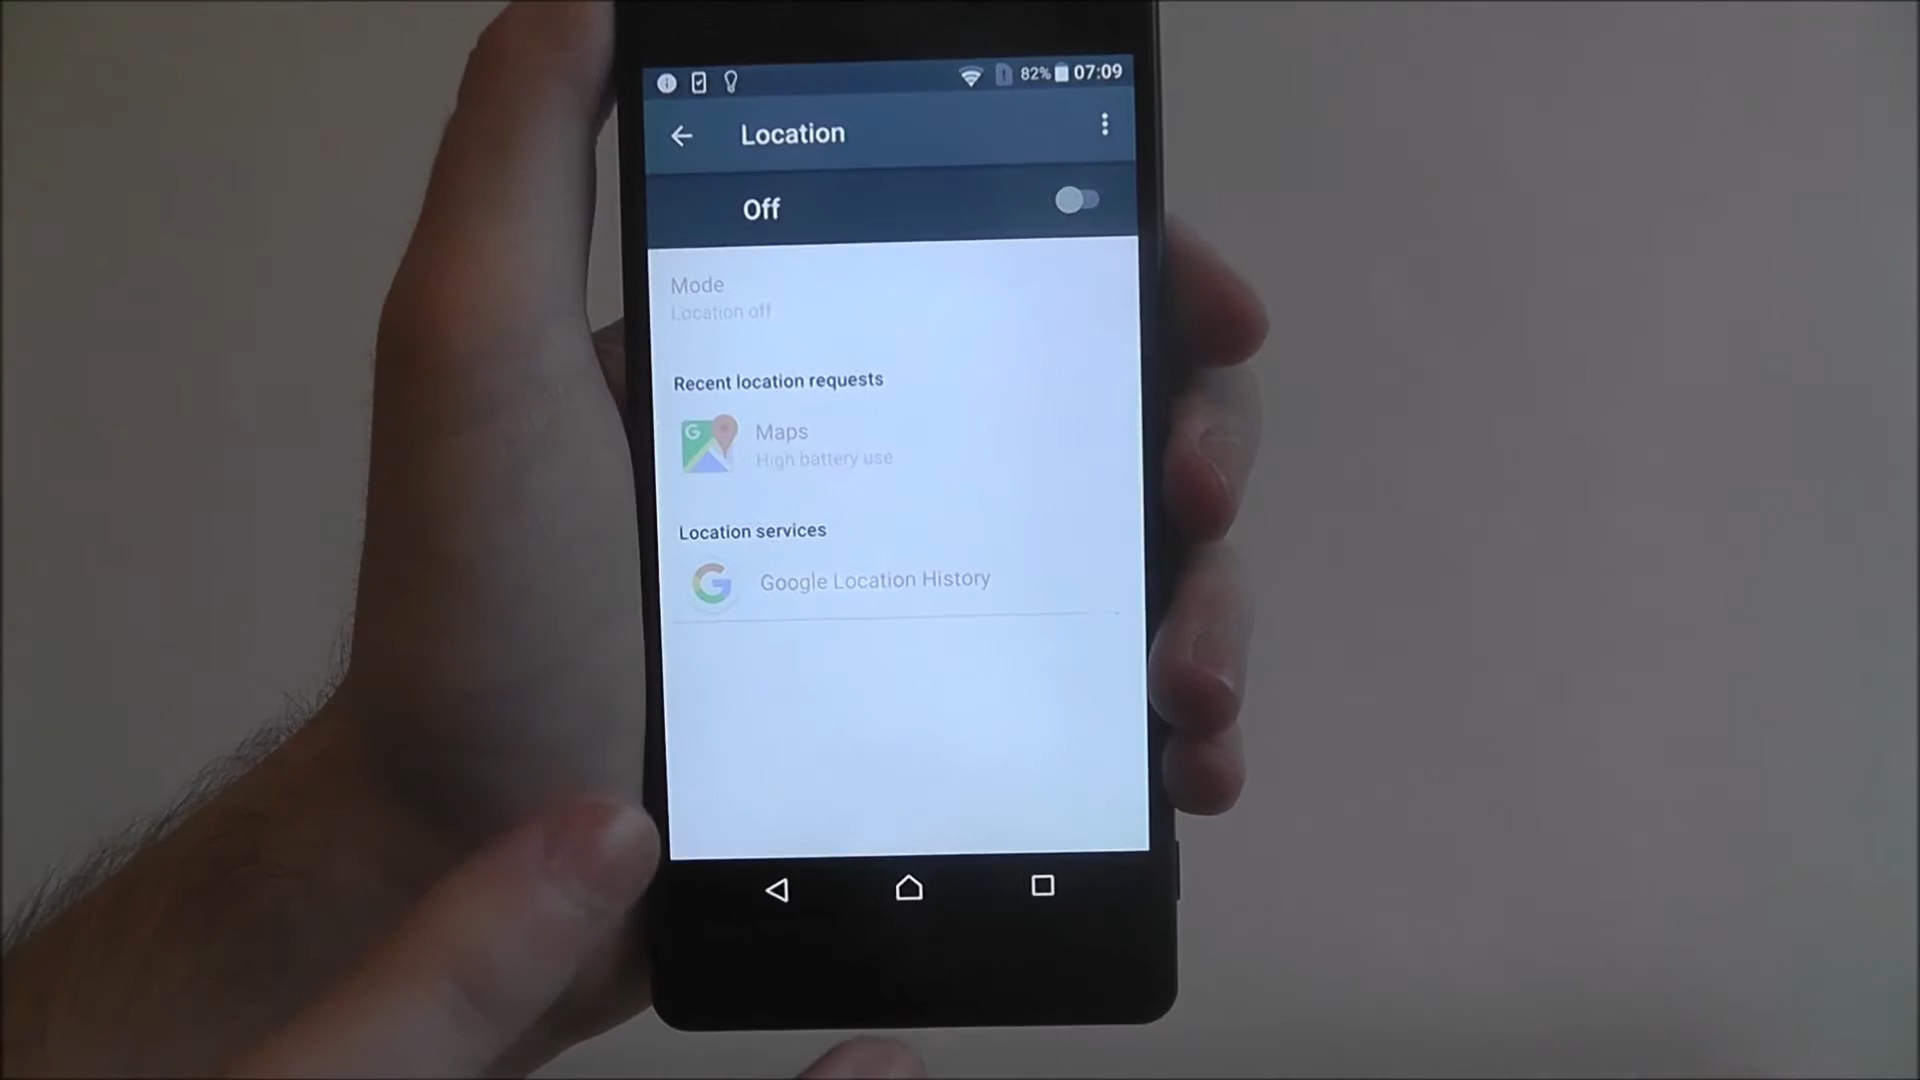 82% 07:09
Location
Off
Mode
Location off
Recent location requests
Maps
High battery use
Location services
Google Location History